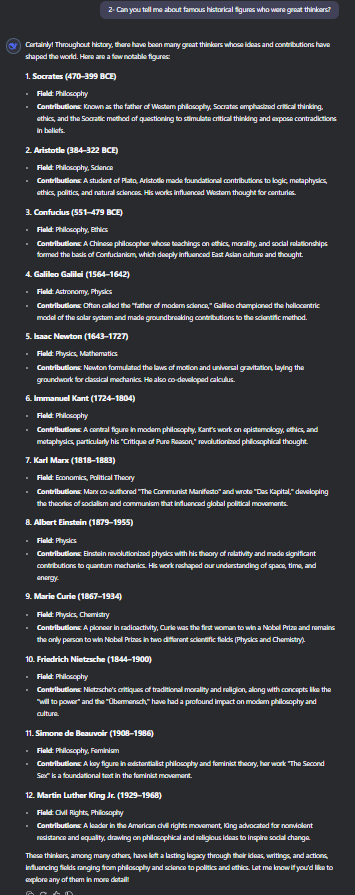 2- Can you tell me about famous historical figures who were great thinkers?
Certainly! Throughout history, there have been many great thinkers whose ideas and contributions have
shaped the world. Here are a few notable figures:
1. Socrates (470–399 BCE)
Field: Philosophy
Contributions: Known as the father of Western philosophy, Socrates emphasized critical thinking,
ethics, and the Socratic method of questioning to stimulate critical thinking and expose contradictions
in beliefs.
2. Aristotle (384–322 BCE)
Field: Philosophy, Science
Contributions: A student of Plato, Aristotle made foundational contributions to logic, metaphysics,
ethics, politics, and natural sciences. His works influenced Western thought for centuries.
3. Confucius (551–479 BCE)
Field: Philosophy, Ethics
Contributions: A Chinese philosopher whose teachings on ethics, morality, and social relationships
formed the basis of Confucianism, which deeply influenced East Asian culture and thought.
4. Galileo Galilei (1564–1642)
Field: Astronomy, Physics
Contributions: Often called the "father of modern science," Galileo championed the heliocentric
model of the solar system and made groundbreaking contributions to the scientific method.
5. Isaac Newton (1643–1727)
Field: Physics, Mathematics
Contributions: Newton formulated the laws of motion and universal gravitation, laying the
groundwork for classical mechanics. He also co-developed calculus.
6. Immanuel Kant (1724–1804)
Field: Philosophy
Contributions: A central figure in modern philosophy, Kant's work on epistemology, ethics, and
metaphysics, particularly his "Critique of Pure Reason," revolutionized philosophical thought.
7. Karl Marx (1818–1883)
Field: Economics, Political Theory
Contributions: Marx co-authored "The Communist Manifesto" and wrote "Das Kapital," developing
the theories of socialism and communism that influenced global political movements.
8. Albert Einstein (1879–1955)
Field: Physics
Contributions: Einstein revolutionized physics with his theory of relativity and made significant
contributions to quantum mechanics. His work reshaped our understanding of space, time, and
energy.
9. Marie Curie (1867–1934)
Field: Physics, Chemistry
Contributions: A pioneer in radioactivity, Curie was the first woman to win a Nobel Prize and remains
the only person to win Nobel Prizes in two different scientific fields (Physics and Chemistry).
10. Friedrich Nietzsche (1844–1900)
Field: Philosophy
Contributions: Nietzsche's critiques of traditional morality and religion, along with concepts like the
"will to power" and the "Übermensch," have had a profound impact on modern philosophy and
culture.
11. Simone de Beauvoir (1908–1986)
Field: Philosophy, Feminism
Contributions: A key figure in existentialist philosophy and feminist theory, her work "The Second
Sex" is a foundational text in the feminist movement.
12. Martin Luther King Jr. (1929–1968)
Field: Civil Rights, Philosophy
Contributions: A leader in the American civil rights movement, King advocated for nonviolent
resistance and equality, drawing on philosophical and religious ideas to inspire social change.
These thinkers, among many others, have left a lasting legacy through their ideas, writings, and actions,
influencing fields ranging from philosophy and science to politics and ethics. Let me know if you'd like to
explore any of them in more detail!